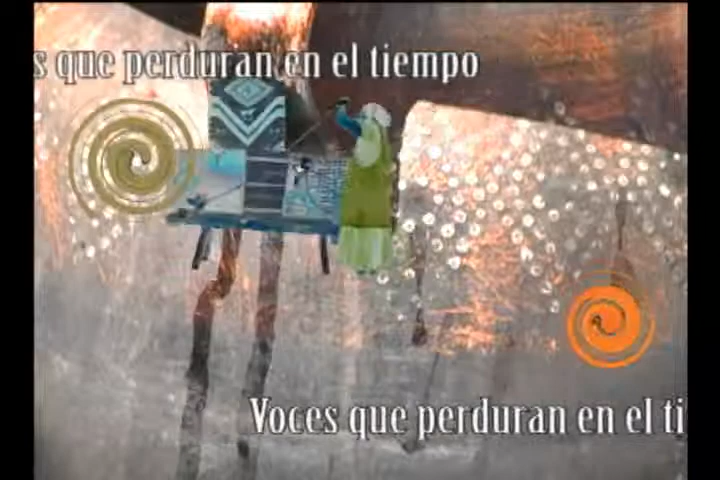 s que perduran en el tiempo
Voces que perduran en el ti